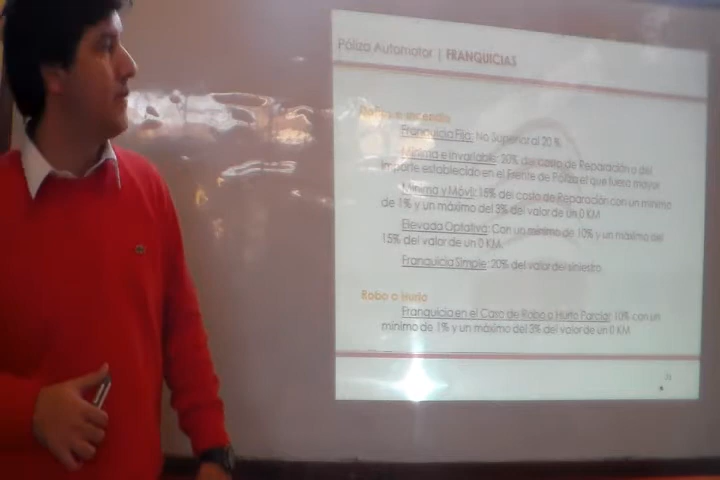 Póliza Automotor | FRANQUICIAS
Daños e Incendio
Franquicia Fija: No Superior al 20 %
Mínima e Invariable: 20% del costo de Reparación o del
importe establecido en el Frente de Póliza el que fuera mayor
Mínima y Móvil: 15% del costo de Reparación con un mínimo
de 1% y un máximo del 3% del valor de un 0 KM
Elevada Optativa: Con un mínimo de 10% y un máximo del
15% del valor de un 0 KM.
Franquicia Simple: 20% del valor del siniestro
Robo o Hurto
Franquicia en el Caso de Robo o Hurto Parcial: 10% con un
mínimo de 1% y un máximo del 3% del valor de un 0 KM